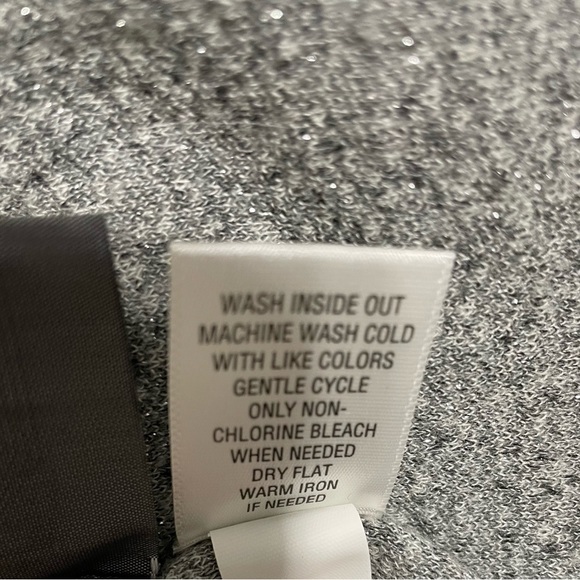 WASH INSIDE OUT
MACHINE WASH COLD
WITH LIKE COLORS
GENTLE CYCLE
ONLY NON-
CHLORINE BLEACH
WHEN NEEDED
DRY FLAT
WARM IRON
IF NEEDED